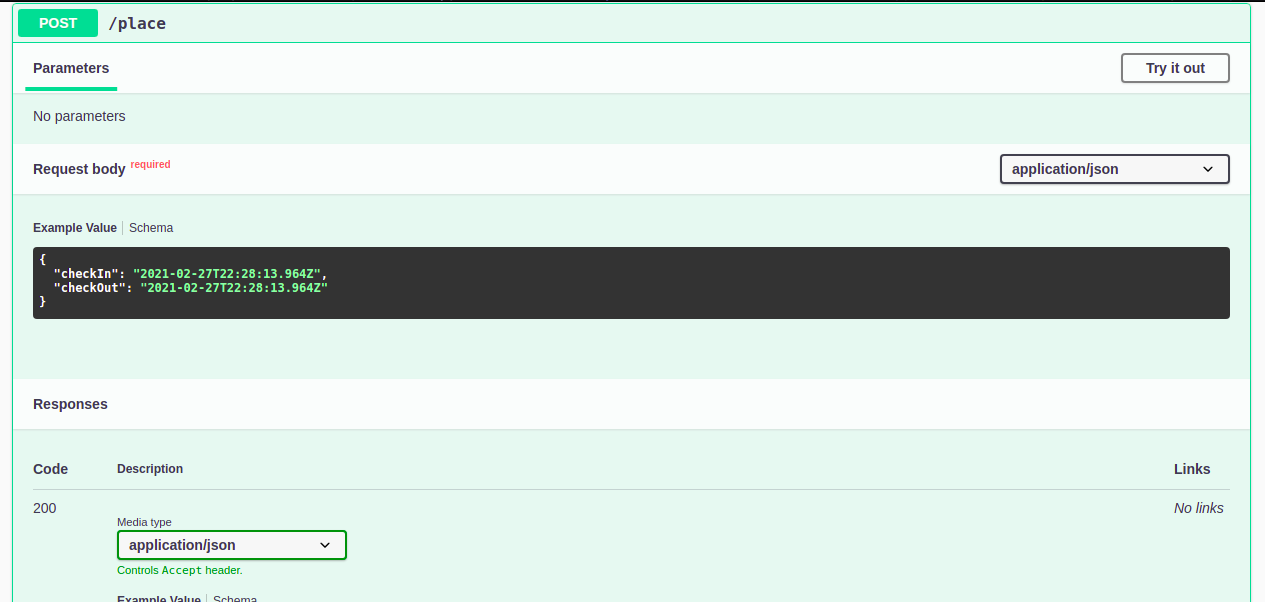 POST /place
Parameters
Try it out
No parameters
Request body required
application/json
Example Value
Schema
{
  "checkIn": "2021-02-27T22:28:13.964Z",
  "checkOut": "2021-02-27T22:28:13.964Z"
}
Responses
Code Description Links
200
No links
Media type
application/json
Controls Accept header.
Example Value
Schema